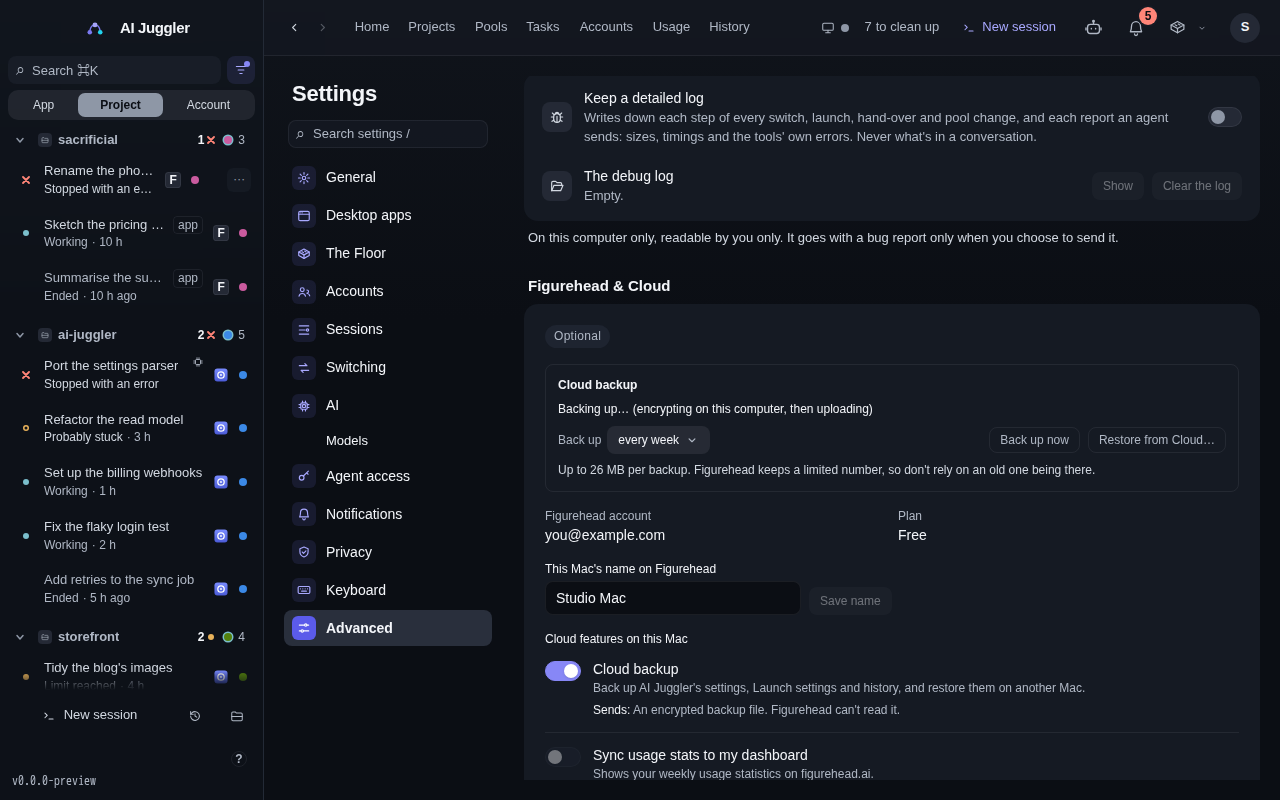 AI Juggler
Search ⌘K
App
Project
Account
sacrificial
1
3
Rename the pho…
Stopped with an e…
F
Sketch the pricing …
app
Working · 10 h
F
Summarise the su…
app
Ended · 10 h ago
F
ai-juggler
2
5
Port the settings parser
Stopped with an error
Refactor the read model
Probably stuck · 3 h
Set up the billing webhooks
Working · 1 h
Fix the flaky login test
Working · 2 h
Add retries to the sync job
Ended · 5 h ago
storefront
2
4
Tidy the blog's images
Limit reached · 4 h
New session
?
v0.0.0-preview
Home
Projects
Pools
Tasks
Accounts
Usage
History
7 to clean up
New session
5
S
Settings
Search settings /
General
Desktop apps
The Floor
Accounts
Sessions
Switching
AI
Models
Agent access
Notifications
Privacy
Keyboard
Advanced
Keep a detailed log
Writes down each step of every switch, launch, hand-over and pool change, and each report an agent
sends: sizes, timings and the tools' own errors. Never what's in a conversation.
The debug log
Empty.
Show
Clear the log
On this computer only, readable by you only. It goes with a bug report only when you choose to send it.
Figurehead & Cloud
Optional
Cloud backup
Backing up… (encrypting on this computer, then uploading)
Back up
every week
Back up now
Restore from Cloud…
Up to 26 MB per backup. Figurehead keeps a limited number, so don't rely on an old one being there.
Figurehead account
Plan
you@example.com
Free
This Mac's name on Figurehead
Studio Mac
Save name
Cloud features on this Mac
Cloud backup
Back up AI Juggler's settings, Launch settings and history, and restore them on another Mac.
Sends: An encrypted backup file. Figurehead can't read it.
Sync usage stats to my dashboard
Shows your weekly usage statistics on figurehead.ai.